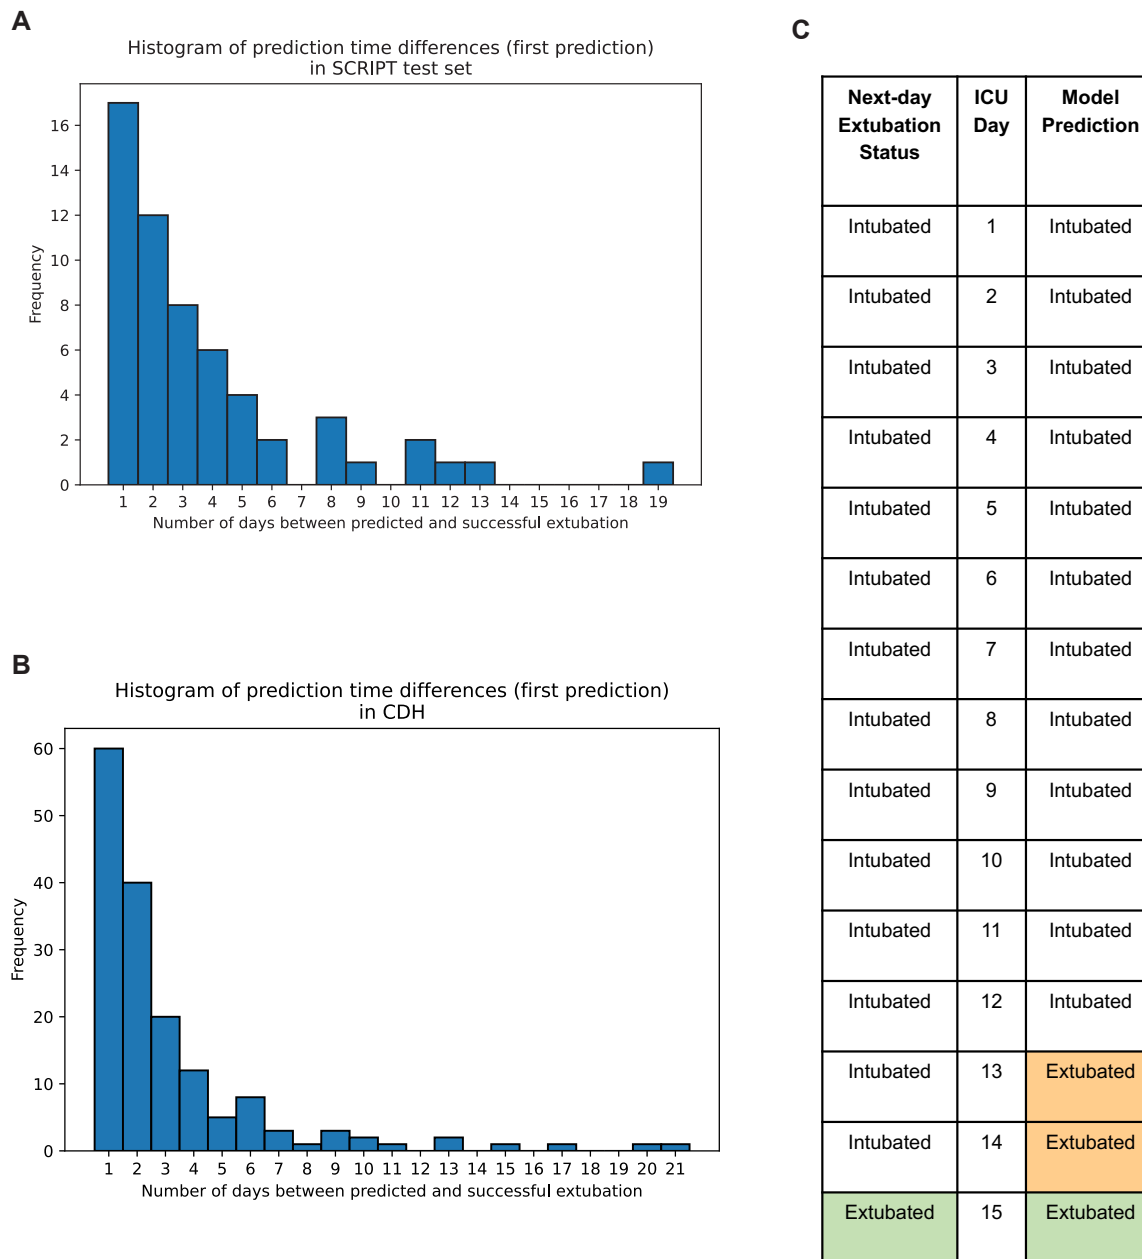 A
Histogram of prediction time differences (first prediction)
in SCRIPT test set
16
14
12
10
8
6
4
2
0
Frequency
1 2 3 4 5 6 7 8 9 10 11 12 13 14 15 16 17 18 19
Number of days between predicted and successful extubation
B
Histogram of prediction time differences (first prediction)
in CDH
60
50
40
30
20
10
0
Frequency
1 2 3 4 5 6 7 8 9 10 11 12 13 14 15 16 17 18 19 20 21
Number of days between predicted and successful extubation
C
Next-day ICU Model
Extubation Day Prediction
Status
Intubated 1 Intubated
Intubated 2 Intubated
Intubated 3 Intubated
Intubated 4 Intubated
Intubated 5 Intubated
Intubated 6 Intubated
Intubated 7 Intubated
Intubated 8 Intubated
Intubated 9 Intubated
Intubated 10 Intubated
Intubated 11 Intubated
Intubated 12 Intubated
Intubated 13 Extubated
Intubated 14 Extubated
Extubated 15 Extubated